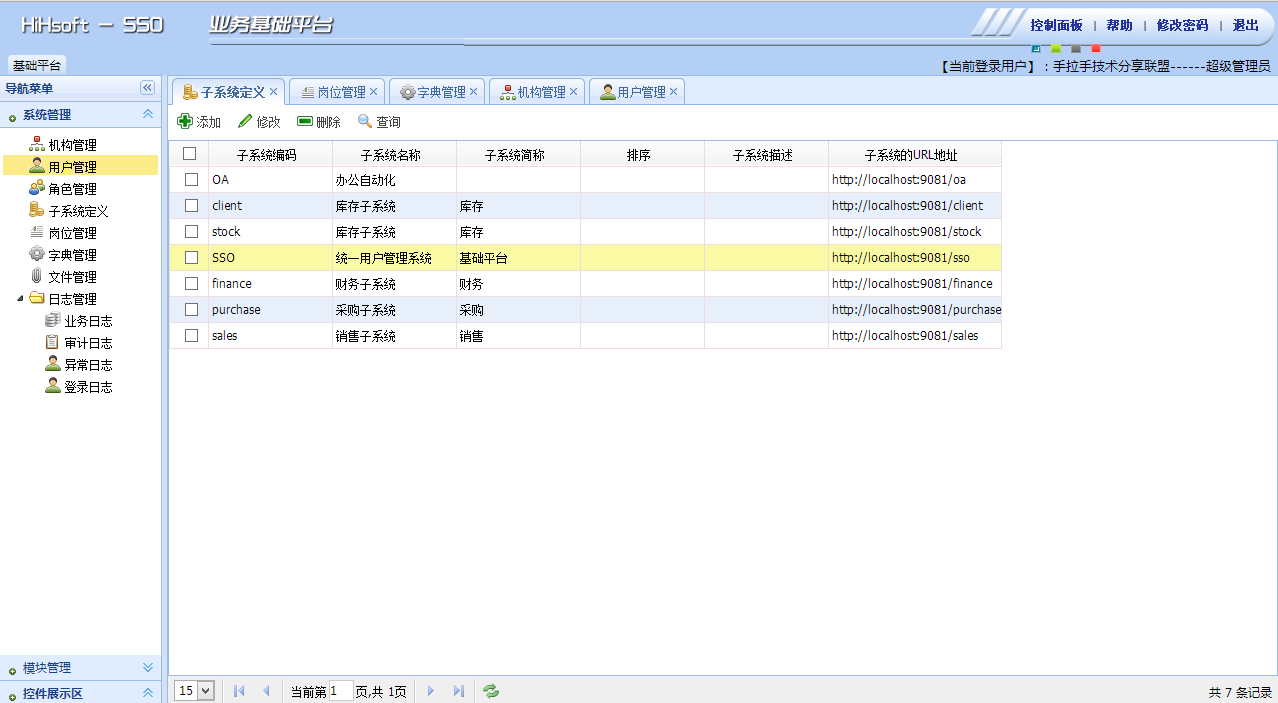 HiHsoft - SSO 业务基础平台
控制面板 | 帮助 | 修改密码 | 退出
基础平台
【当前登录用户】：手拉手技术分享联盟------超级管理员
导航菜单
系统管理
机构管理
用户管理
角色管理
子系统定义
岗位管理
字典管理
文件管理
日志管理
业务日志
审计日志
异常日志
登录日志
模块管理
控件展示区
子系统定义 岗位管理 字典管理 机构管理 用户管理
添加 修改 删除 查询
子系统编码 子系统名称 子系统简称 排序 子系统描述 子系统的URL地址
OA 办公自动化 http://localhost:9081/oa
client 库存子系统 库存 http://localhost:9081/client
stock 库存子系统 库存 http://localhost:9081/stock
SSO 统一用户管理系统 基础平台 http://localhost:9081/sso
finance 财务子系统 财务 http://localhost:9081/finance
purchase 采购子系统 采购 http://localhost:9081/purchase
sales 销售子系统 销售 http://localhost:9081/sales
15 当前第 1 页,共 1页 共 7 条记录